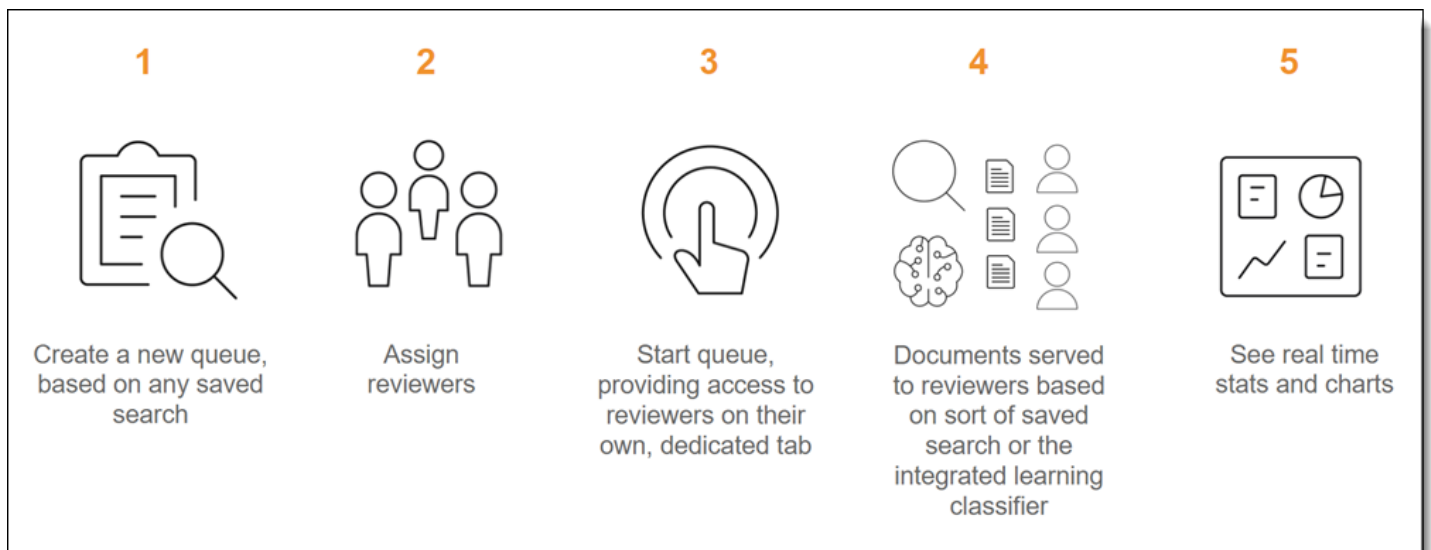 1
Create a new queue,
based on any saved
search
2
Assign
reviewers
3
Start queue,
providing access to
reviewers on their
own, dedicated tab
4
Documents served
to reviewers based
on sort of saved
search or the
integrated learning
classifier
5
See real time
stats and charts